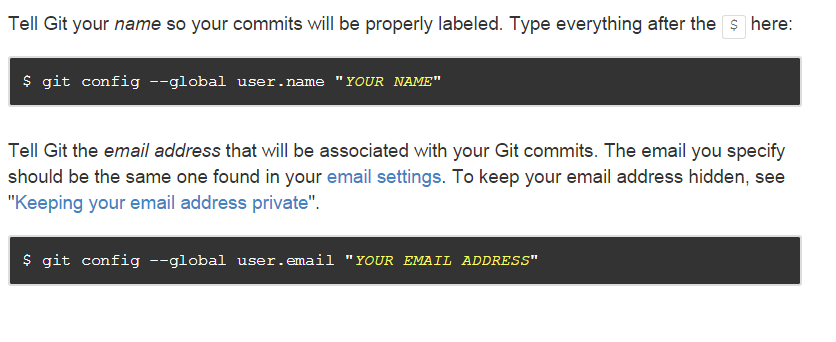 Tell Git your name so your commits will be properly labeled. Type everything after the $ here:
$ git config --global user.name "YOUR NAME"
Tell Git the email address that will be associated with your Git commits. The email you specify
should be the same one found in your email settings. To keep your email address hidden, see
"Keeping your email address private".
$ git config --global user.email "YOUR EMAIL ADDRESS"